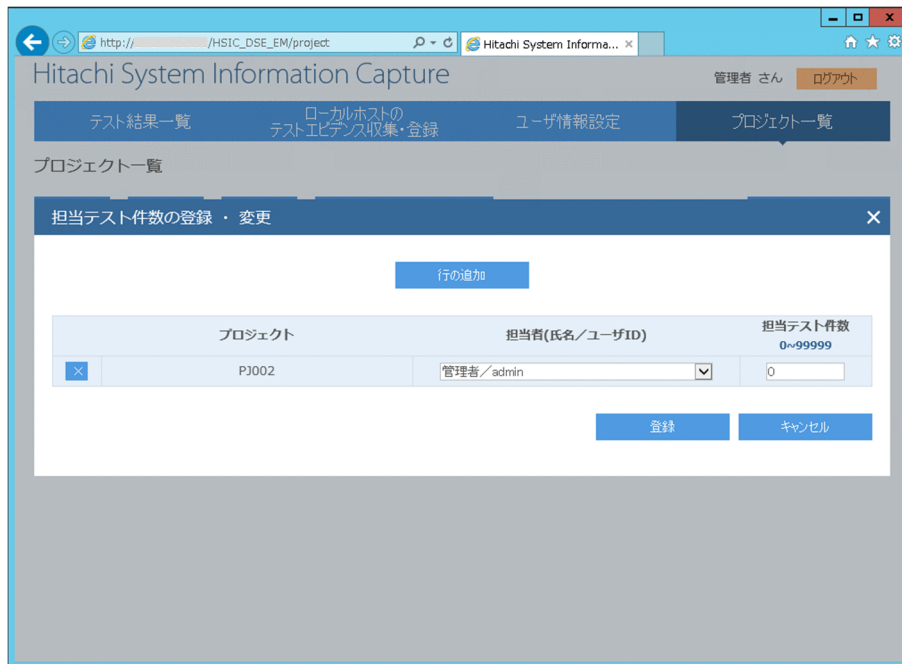 http:// /HSIC_DSE_EM/project
Hitachi System Informa...
Hitachi System Information Capture
管理者 さん
ログアウト
テスト結果一覧
ローカルホストの
テストエビデンス収集・登録
ユーザ情報設定
プロジェクト一覧
プロジェクト一覧
担当テスト件数の登録 ・ 変更
行の追加
プロジェクト
担当者(氏名／ユーザID)
担当テスト件数
0~99999
PJ002
管理者／admin
0
登録
キャンセル